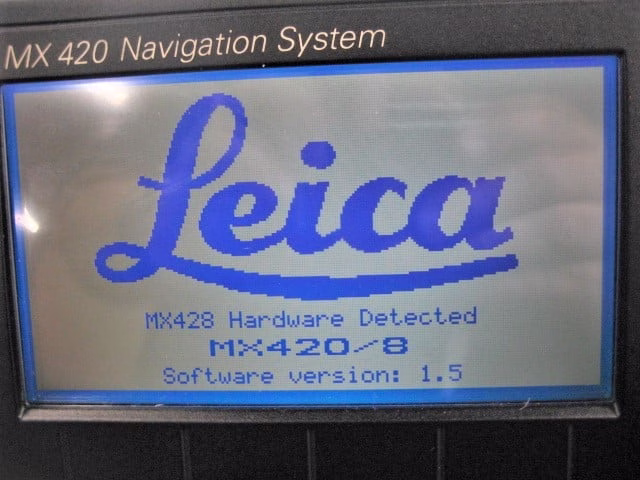 MX 420 Navigation System
Leica
MX428 Hardware Detected
MX420/8
Software version: 1.5